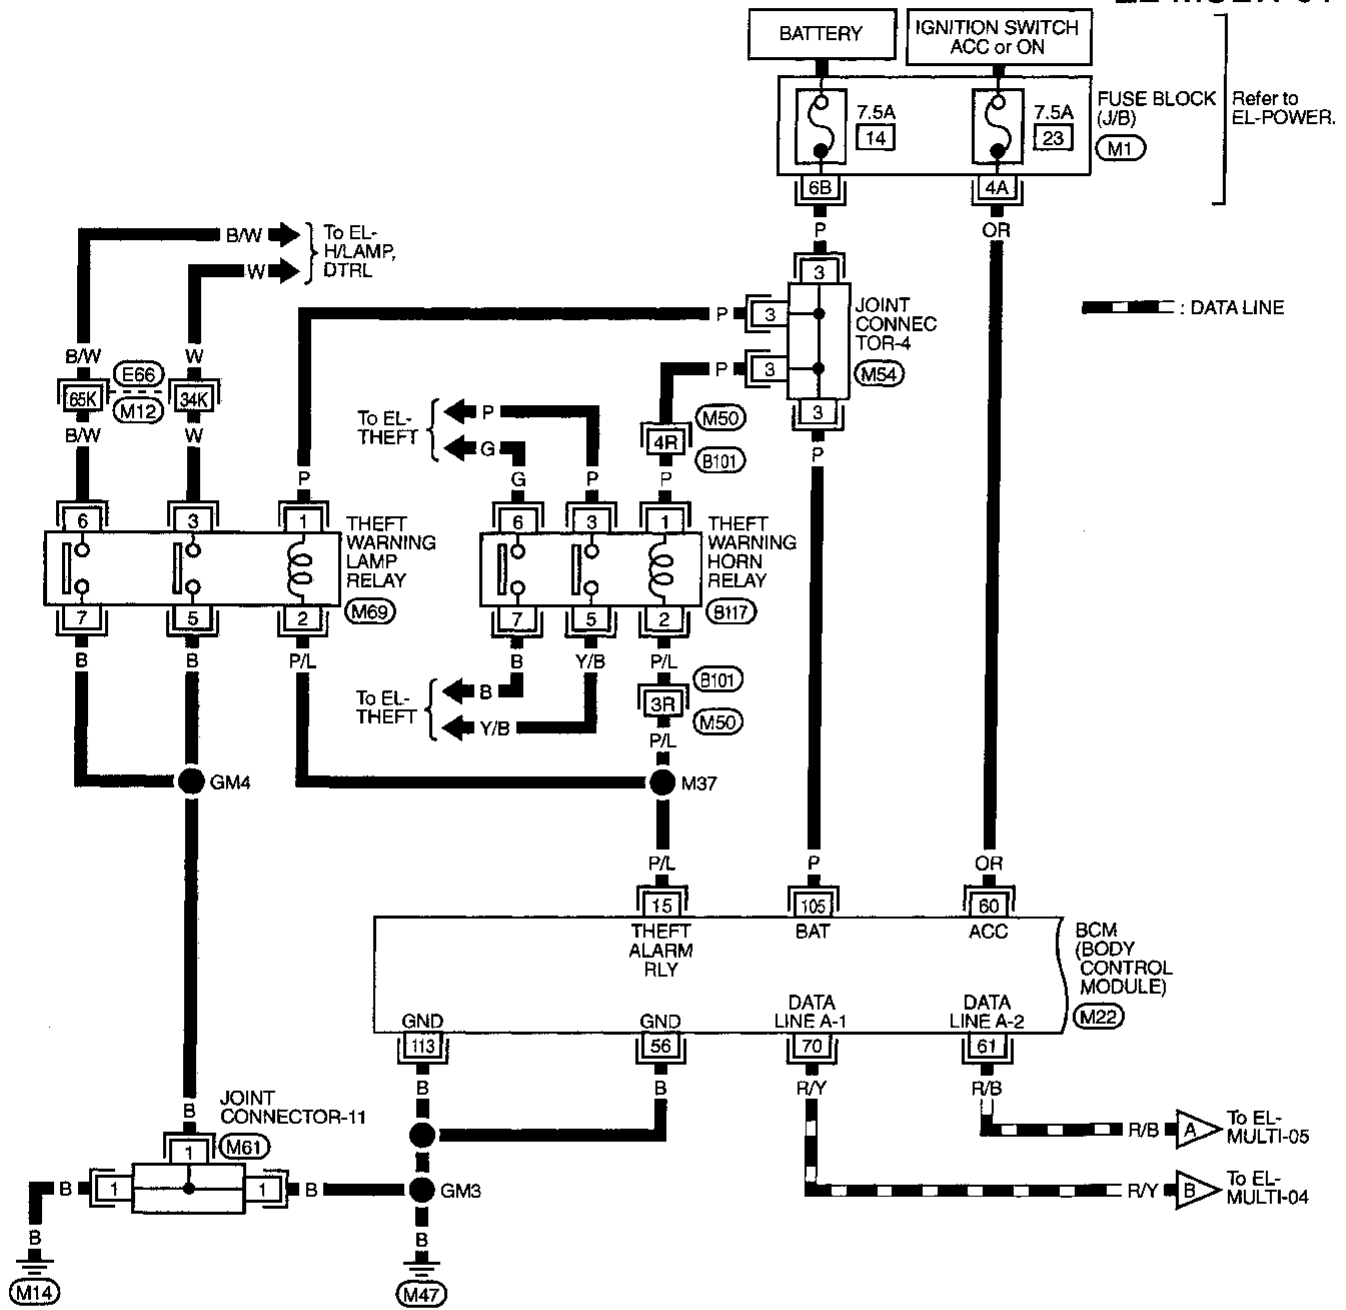 BATTERY
IGNITION SWITCH
ACC or ON
7.5A
14
7.5A
23
FUSE BLOCK
(J/B)
M1
Refer to
EL-POWER.
6B
4A
P
OR
B/W
W
To EL-
H/LAMP,
DTRL
3
: DATA LINE
P
3
JOINT
CONNEC
TOR-4
M54
P
3
3
P
B/W
W
E66
M12
65K
34K
B/W
W
To EL-
THEFT
P
G
M50
4R
B101
P
G
P
P
6
3
1
THEFT
WARNING
LAMP
RELAY
M69
6
3
1
THEFT
WARNING
HORN
RELAY
B117
7
5
2
7
5
2
B
B
P/L
B
Y/B
P/L
To EL-
THEFT
B
Y/B
B101
3R
M50
P/L
GM4
M37
P/L
P
OR
15
105
60
THEFT
ALARM
RLY
BAT
ACC
BCM
(BODY
CONTROL
MODULE)
M22
GND
GND
DATA
LINE A-1
DATA
LINE A-2
113
56
70
61
B
B
R/Y
R/B
B
JOINT
CONNECTOR-11
M61
1
R/B
A
To EL-
MULTI-05
B
1
1
B
GM3
R/Y
B
To EL-
MULTI-04
B
B
M14
M47